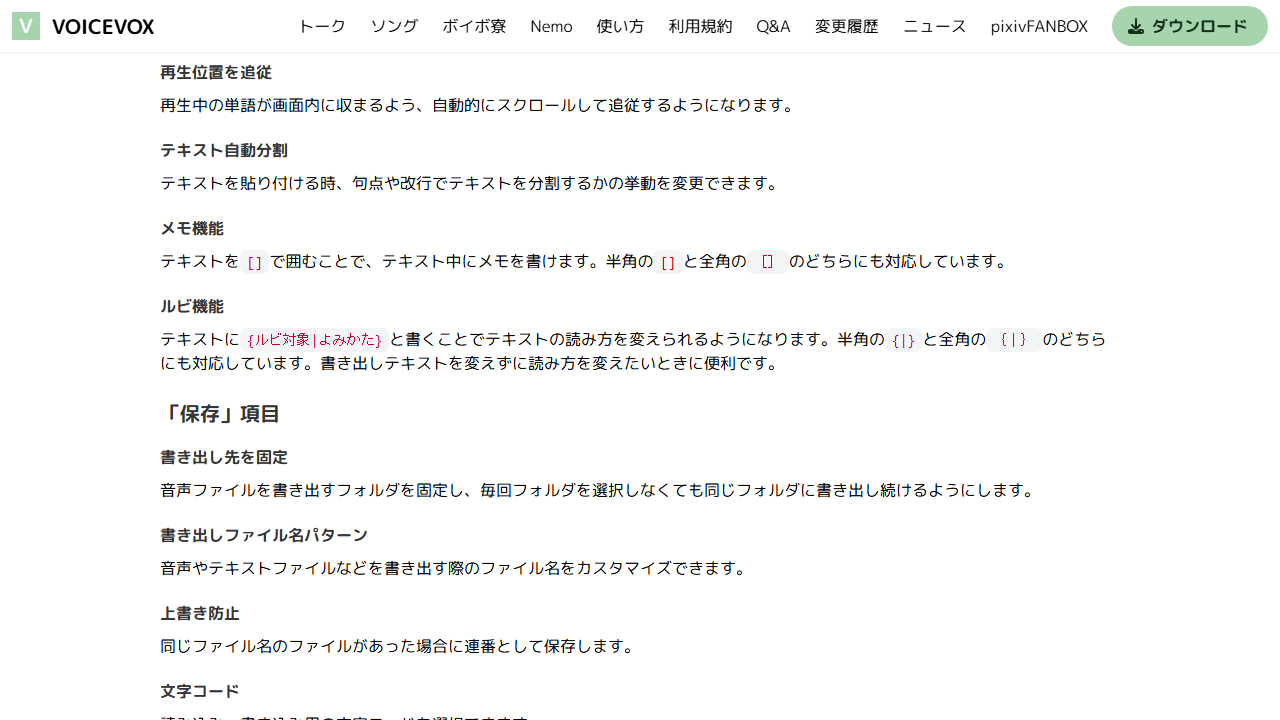 V VOICEVOX トーク ソング ボイボ寮 Nemo 使い方 利用規約 Q&A 変更履歴 ニュース pixivFANBOX ダウンロード
再生位置を追従
再生中の単語が画面内に収まるよう、自動的にスクロールして追従するようになります。
テキスト自動分割
テキストを貼り付ける時、句点や改行でテキストを分割するかの挙動を変更できます。
メモ機能
テキストを[]で囲むことで、テキスト中にメモを書けます。半角の[]と全角の［］のどちらにも対応しています。
ルビ機能
テキストに{ルビ対象|よみかた}と書くことでテキストの読み方を変えられるようになります。半角の{|}と全角の｛｜｝のどちら
にも対応しています。書き出しテキストを変えずに読み方を変えたいときに便利です。
「保存」項目
書き出し先を固定
音声ファイルを書き出すフォルダを固定し、毎回フォルダを選択しなくても同じフォルダに書き出し続けるようにします。
書き出しファイル名パターン
音声やテキストファイルなどを書き出す際のファイル名をカスタマイズできます。
上書き防止
同じファイル名のファイルがあった場合に連番として保存します。
文字コード